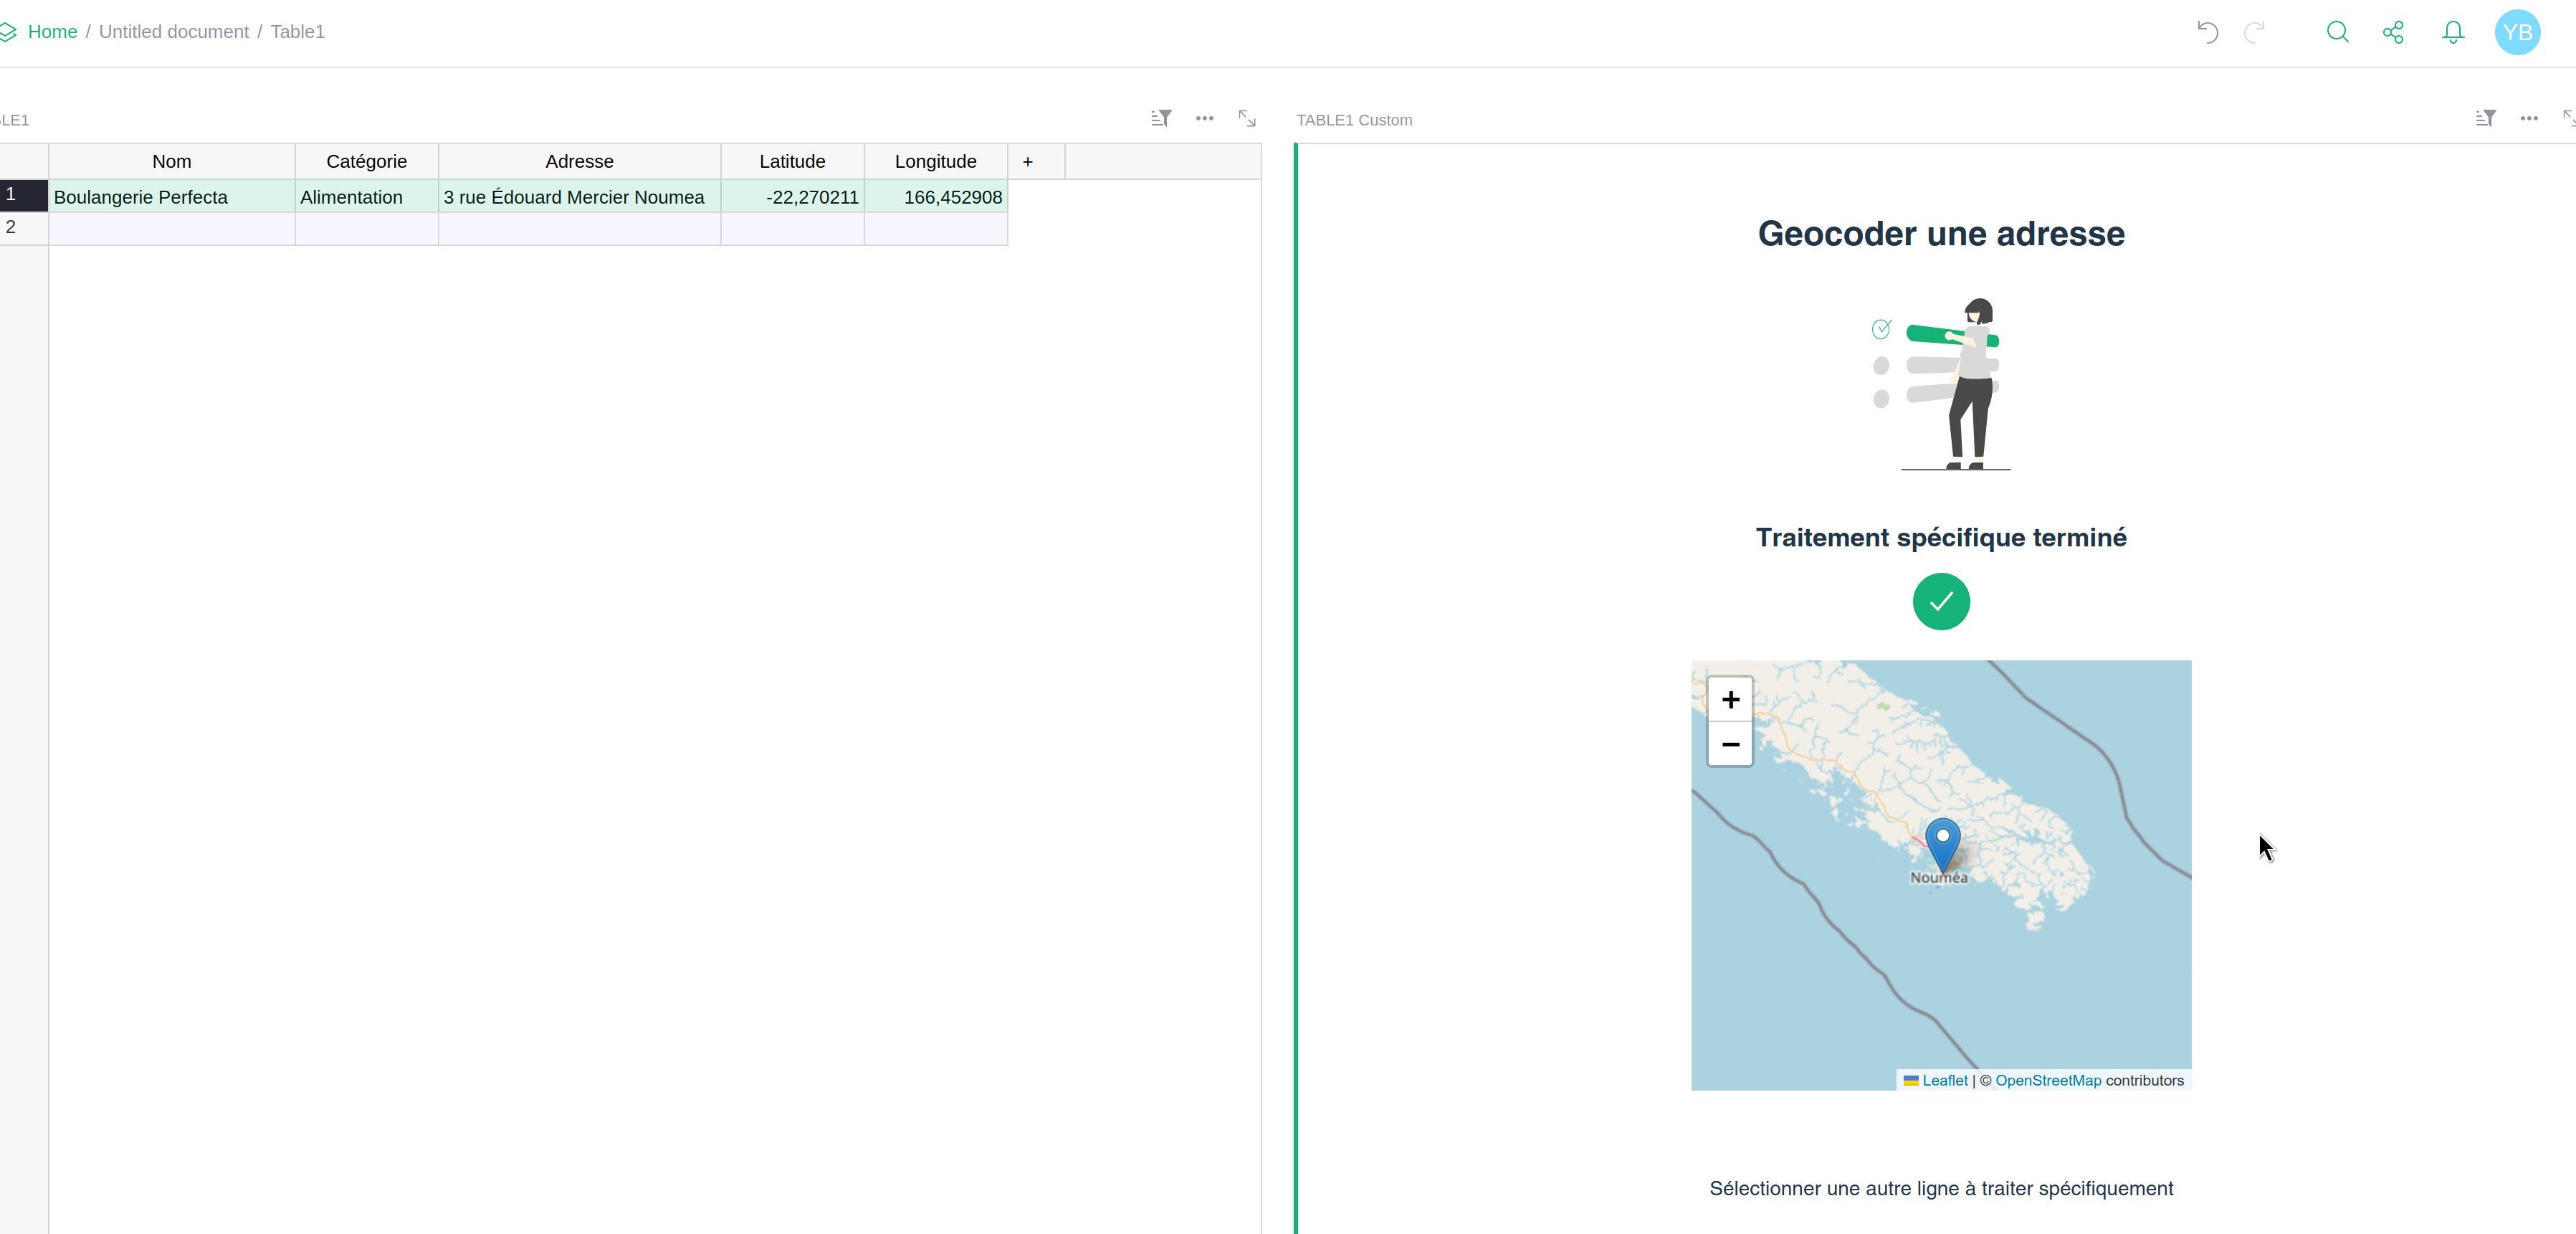 Home / Untitled document / Table1
YB
LE1
TABLE1 Custom
Nom Catégorie Adresse Latitude Longitude +
1 Boulangerie Perfecta Alimentation 3 rue Édouard Mercier Noumea -22,270211 166,452908
2
Geocoder une adresse
Traitement spécifique terminé
+
−
Nouméa
Leaflet | © OpenStreetMap contributors
Sélectionner une autre ligne à traiter spécifiquement